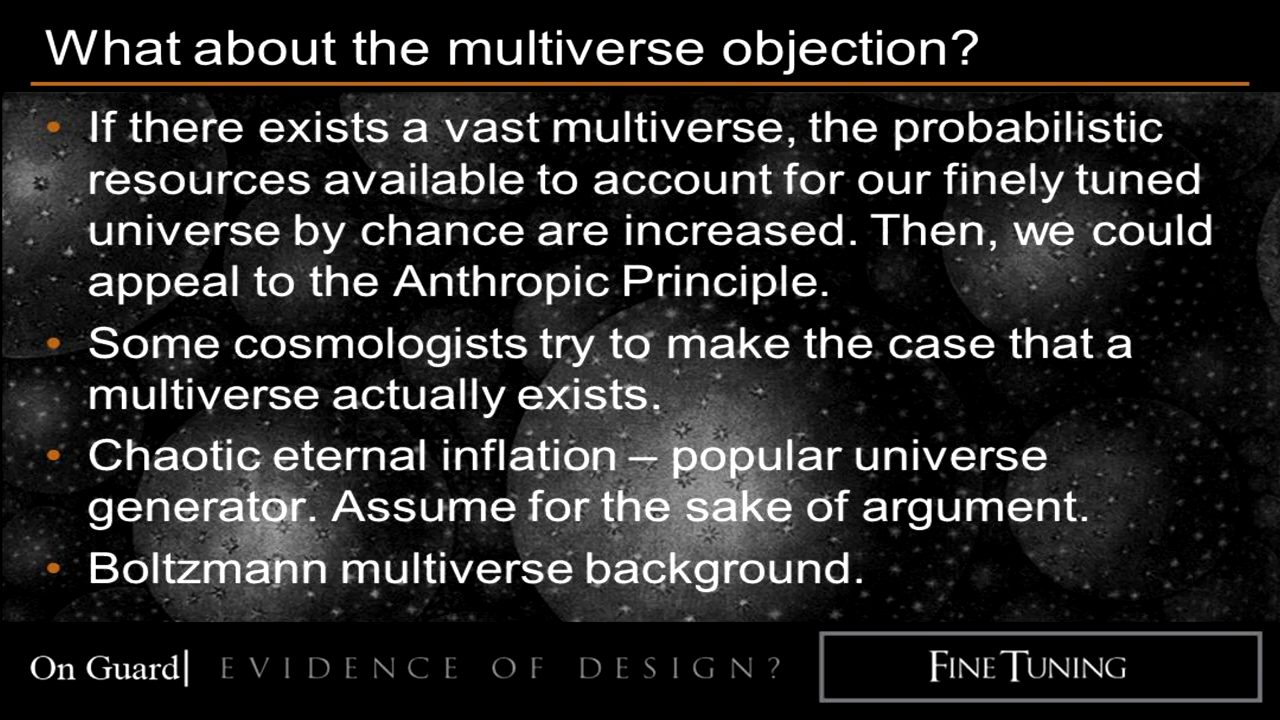 What about the multiverse objection?
• If there exists a vast multiverse, the probabilistic
resources available to account for our finely tuned
universe by chance are increased. Then, we could
appeal to the Anthropic Principle.
• Some cosmologists try to make the case that a
multiverse actually exists.
• Chaotic eternal inflation – popular universe
generator. Assume for the sake of argument.
• Boltzmann multiverse background.
On Guard| EVIDENCE OF DESIGN? FINE TUNING